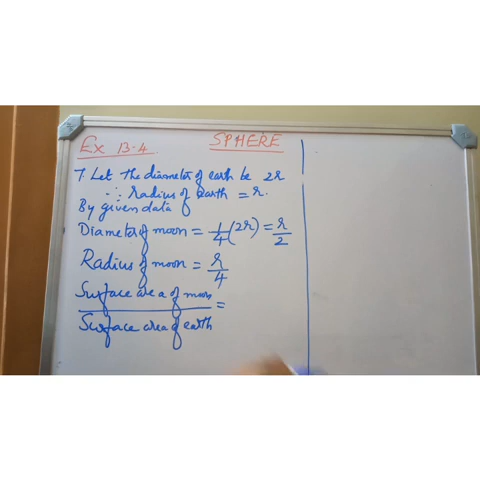 Ex 13.4 SPHERE
7. Let the diameter of earth be 2r
∴ Radius of Earth = r.
By given data
Diameter of moon = 1/4 (2r) = r/2
Radius of moon = r/4
Surface area of moon / Surface area of earth =